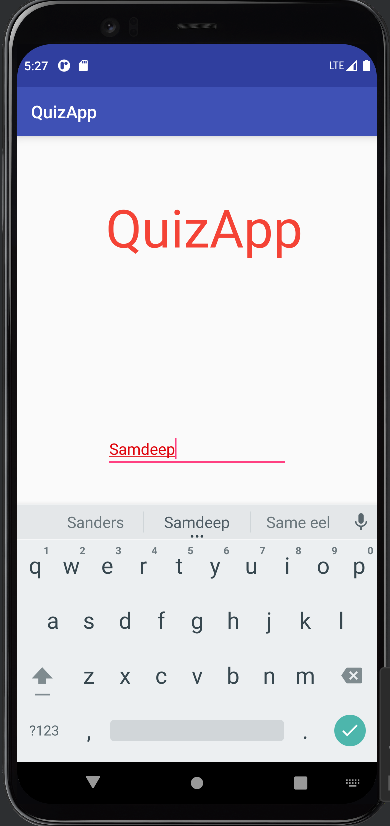 5:27 LTE
QuizApp
QuizApp
Samdeep
Sanders Samdeep Same eel
1 2 3 4 5 6 7 8 9 0
q w e r t y u i o p
a s d f g h j k l
z x c v b n m
?123 , .